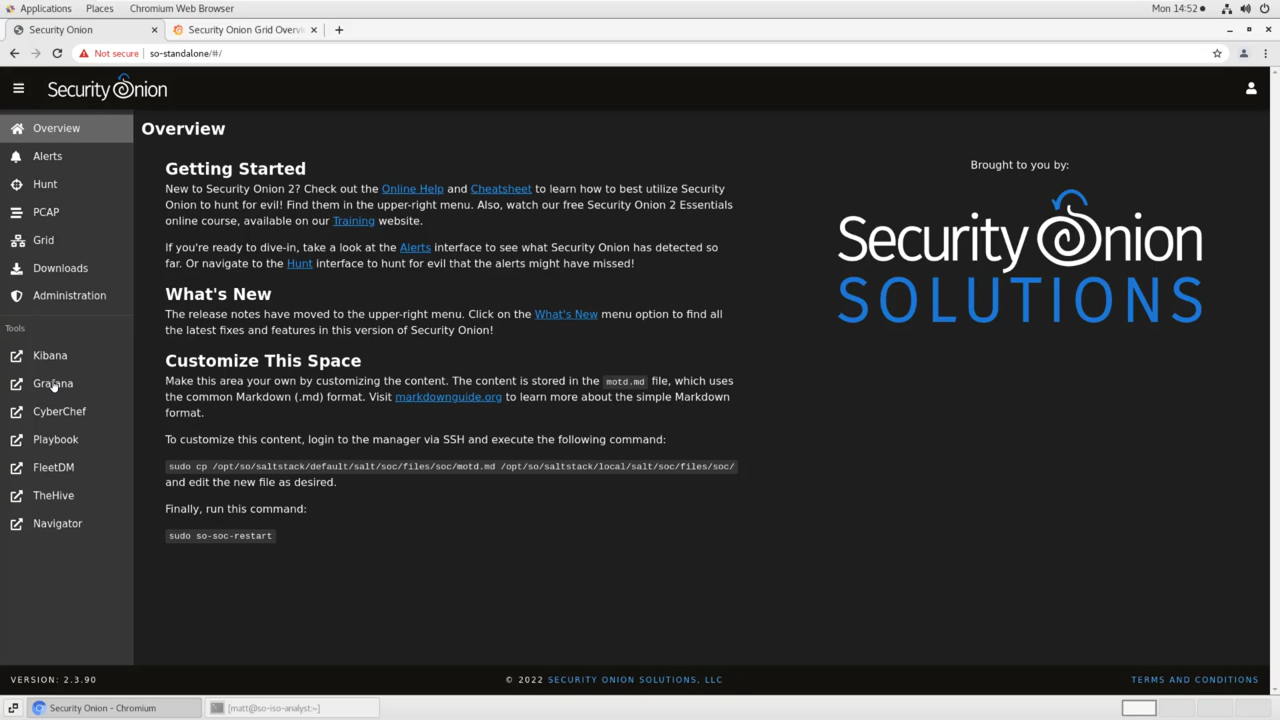 Applications Places Chromium Web Browser Mon 14:52
Security Onion × Security Onion Grid Overvi × +
Not secure so-standalone/#/
Security Onion
Overview
Alerts
Hunt
PCAP
Grid
Downloads
Administration
Tools
Kibana
Grafana
CyberChef
Playbook
FleetDM
TheHive
Navigator
Overview
Getting Started
New to Security Onion 2? Check out the Online Help and Cheatsheet to learn how to best utilize Security
Onion to hunt for evil! Find them in the upper-right menu. Also, watch our free Security Onion 2 Essentials
online course, available on our Training website.
If you're ready to dive-in, take a look at the Alerts interface to see what Security Onion has detected so
far. Or navigate to the Hunt interface to hunt for evil that the alerts might have missed!
What's New
The release notes have moved to the upper-right menu. Click on the What's New menu option to find all
the latest fixes and features in this version of Security Onion!
Customize This Space
Make this area your own by customizing the content. The content is stored in the motd.md file, which uses
the common Markdown (.md) format. Visit markdownguide.org to learn more about the simple Markdown
format.
To customize this content, login to the manager via SSH and execute the following command:
sudo cp /opt/so/saltstack/default/salt/soc/files/soc/motd.md /opt/so/saltstack/local/salt/soc/files/soc/
and edit the new file as desired.
Finally, run this command:
sudo so-soc-restart
Brought to you by:
Security Onion
SOLUTIONS
VERSION: 2.3.90 © 2022 SECURITY ONION SOLUTIONS, LLC TERMS AND CONDITIONS
Security Onion - Chromium [matt@so-iso-analyst:~]